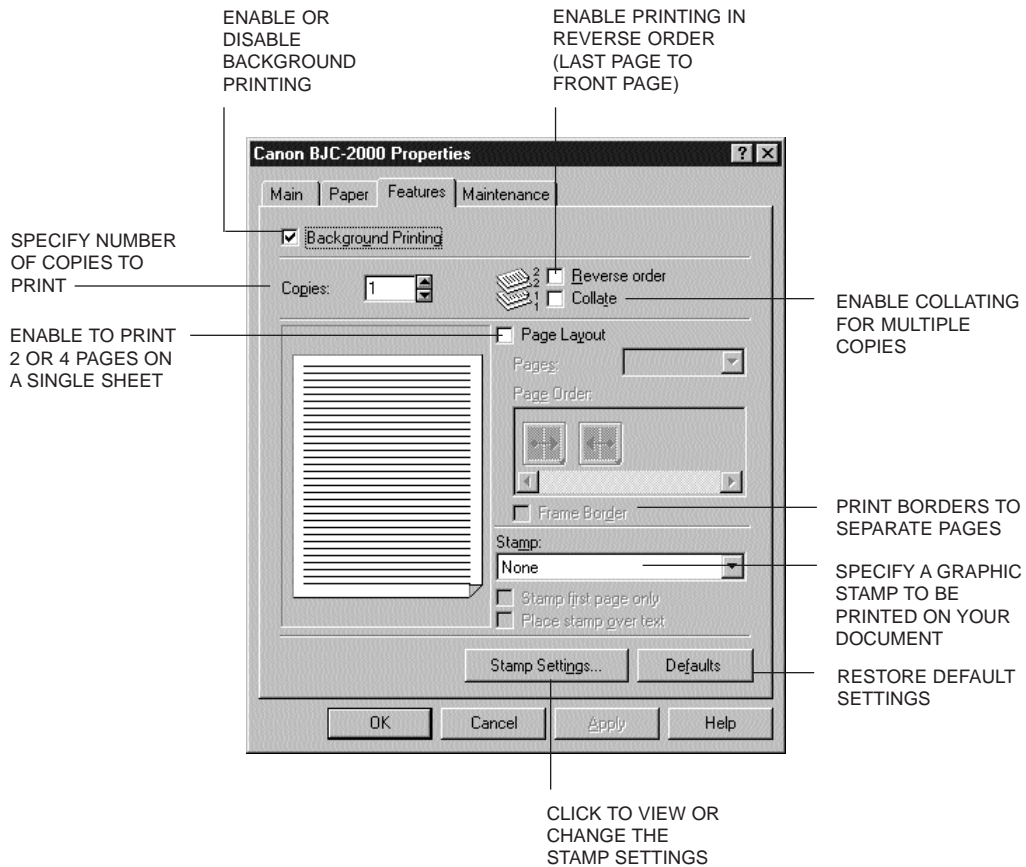 ENABLE OR
DISABLE
BACKGROUND
PRINTING
ENABLE PRINTING IN
REVERSE ORDER
(LAST PAGE TO
FRONT PAGE)
Canon BJC-2000 Properties
Main Paper Features Maintenance
Background Printing
SPECIFY NUMBER
OF COPIES TO
PRINT
Copies: 1
2
2
1
1
Reverse order
Collate
ENABLE COLLATING
FOR MULTIPLE
COPIES
ENABLE TO PRINT
2 OR 4 PAGES ON
A SINGLE SHEET
Page Layout
Pages:
Page Order:
Frame Border
PRINT BORDERS TO
SEPARATE PAGES
Stamp:
None
SPECIFY A GRAPHIC
STAMP TO BE
PRINTED ON YOUR
DOCUMENT
Stamp first page only
Place stamp over text
Stamp Settings... Defaults
RESTORE DEFAULT
SETTINGS
OK Cancel Apply Help
CLICK TO VIEW OR
CHANGE THE
STAMP SETTINGS